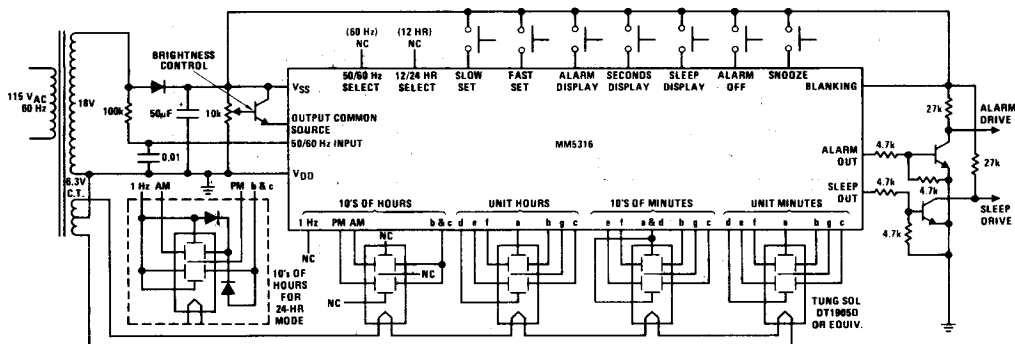 (60 Hz) NC
(12 HR) NC
BRIGHTNESS CONTROL
50/60 Hz SELECT
12/24 HR SELECT
SLOW SET
FAST SET
ALARM DISPLAY
SECONDS DISPLAY
SLEEP DISPLAY
ALARM OFF
SNOOZE
115 VAC 60 Hz
18V
100k
50µF
+
10k
VSS
OUTPUT COMMON SOURCE
50/60 Hz INPUT
0.01
VDD
MM5316
BLANKING
27k
ALARM DRIVE
ALARM OUT
4.7k
27k
SLEEP OUT
4.7k
4.7k
SLEEP DRIVE
4.7k
6.3V C.T.
1 Hz AM PM b & c
10's OF HOURS FOR 24-HR MODE
10'S OF HOURS
UNIT HOURS
10'S OF MINUTES
UNIT MINUTES
1 Hz PM AM b & c d e f a b g c e f a & d b g c d e f a b g c
NC
NC
NC
NC
TUNG SOL
DT1905D
OR EQUIV.